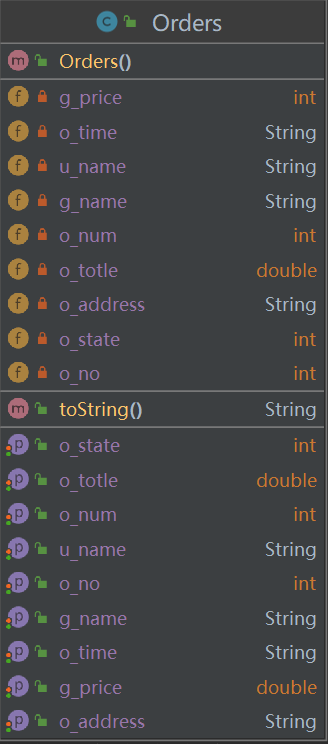 C Orders
m Orders()
f g_price int
f o_time String
f u_name String
f g_name String
f o_num int
f o_totle double
f o_address String
f o_state int
f o_no int
m toString() String
p o_state int
p o_totle double
p o_num int
p u_name String
p o_no int
p g_name String
p o_time String
p g_price double
p o_address String